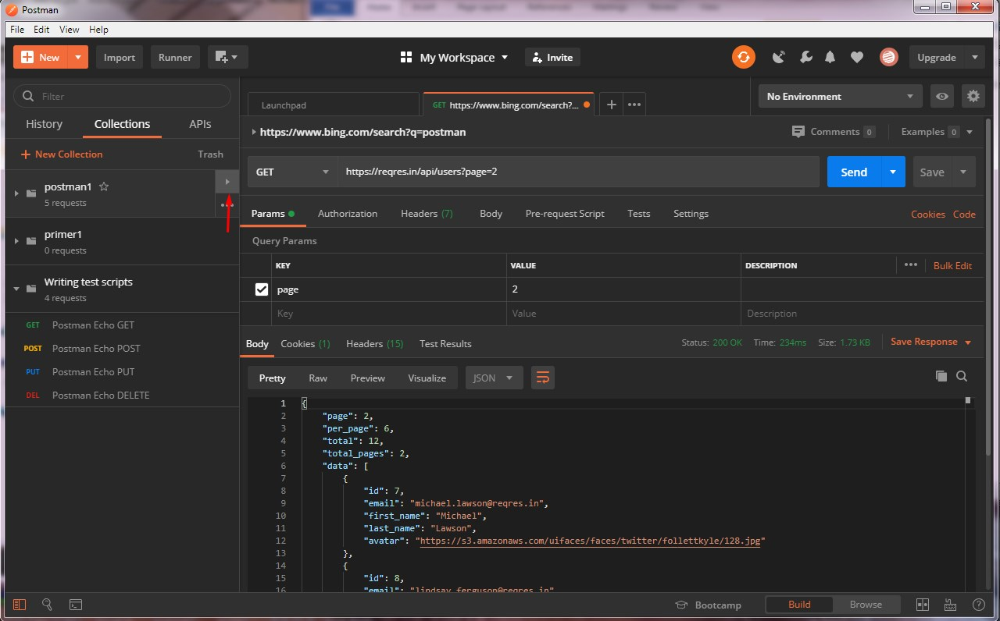 Postman
File Edit View Help
New Import Runner My Workspace Invite Upgrade
Filter
History Collections APIs
New Collection Trash
postman1
5 requests
primer1
0 requests
Writing test scripts
4 requests
GET Postman Echo GET
POST Postman Echo POST
PUT Postman Echo PUT
DEL Postman Echo DELETE
Launchpad GET https://www.bing.com/search?... No Environment
https://www.bing.com/search?q=postman Comments 0 Examples 0
GET https://reqres.in/api/users?page=2 Send Save
Params Authorization Headers (7) Body Pre-request Script Tests Settings Cookies Code
Query Params
KEY VALUE DESCRIPTION ••• Bulk Edit
page 2
Key Value Description
Body Cookies (1) Headers (15) Test Results Status: 200 OK Time: 234ms Size: 1.73 KB Save Response
Pretty Raw Preview Visualize JSON
1 {
2 "page": 2,
3 "per_page": 6,
4 "total": 12,
5 "total_pages": 2,
6 "data": [
7 {
8 "id": 7,
9 "email": "michael.lawson@reqres.in",
10 "first_name": "Michael",
11 "last_name": "Lawson",
12 "avatar": "https://s3.amazonaws.com/uifaces/faces/twitter/follettkyle/128.jpg"
13 },
14 {
15 "id": 8,
16 "email": "lindsay.ferguson@reqres.in"
Bootcamp Build Browse